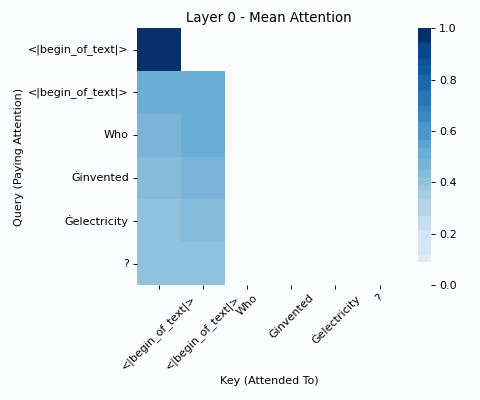 Layer 0 - Mean Attention
<|begin_of_text|>
<|begin_of_text|>
Who
Ġinvented
Ġelectricity
?
Query (Paying Attention)
<|begin_of_text|>
<|begin_of_text|>
Who
Ġinvented
Ġelectricity
?
Key (Attended To)
1.0
0.8
0.6
0.4
0.2
0.0